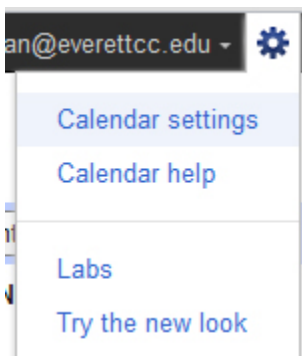 an@everettcc.edu
Calendar settings
Calendar help
Labs
Try the new look